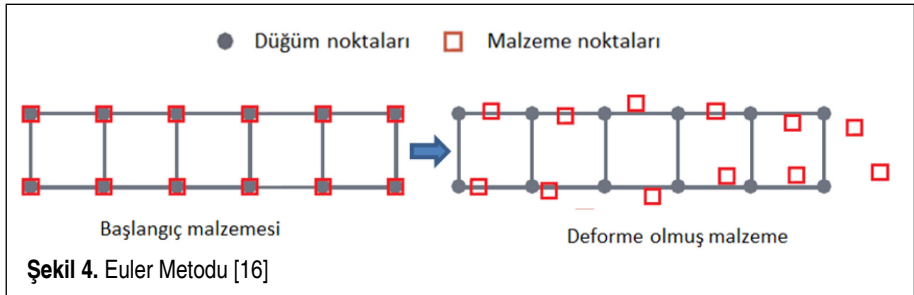 Düğüm noktaları Malzeme noktaları
Başlangıç malzemesi
Deforme olmuş malzeme
Şekil 4. Euler Metodu [16]